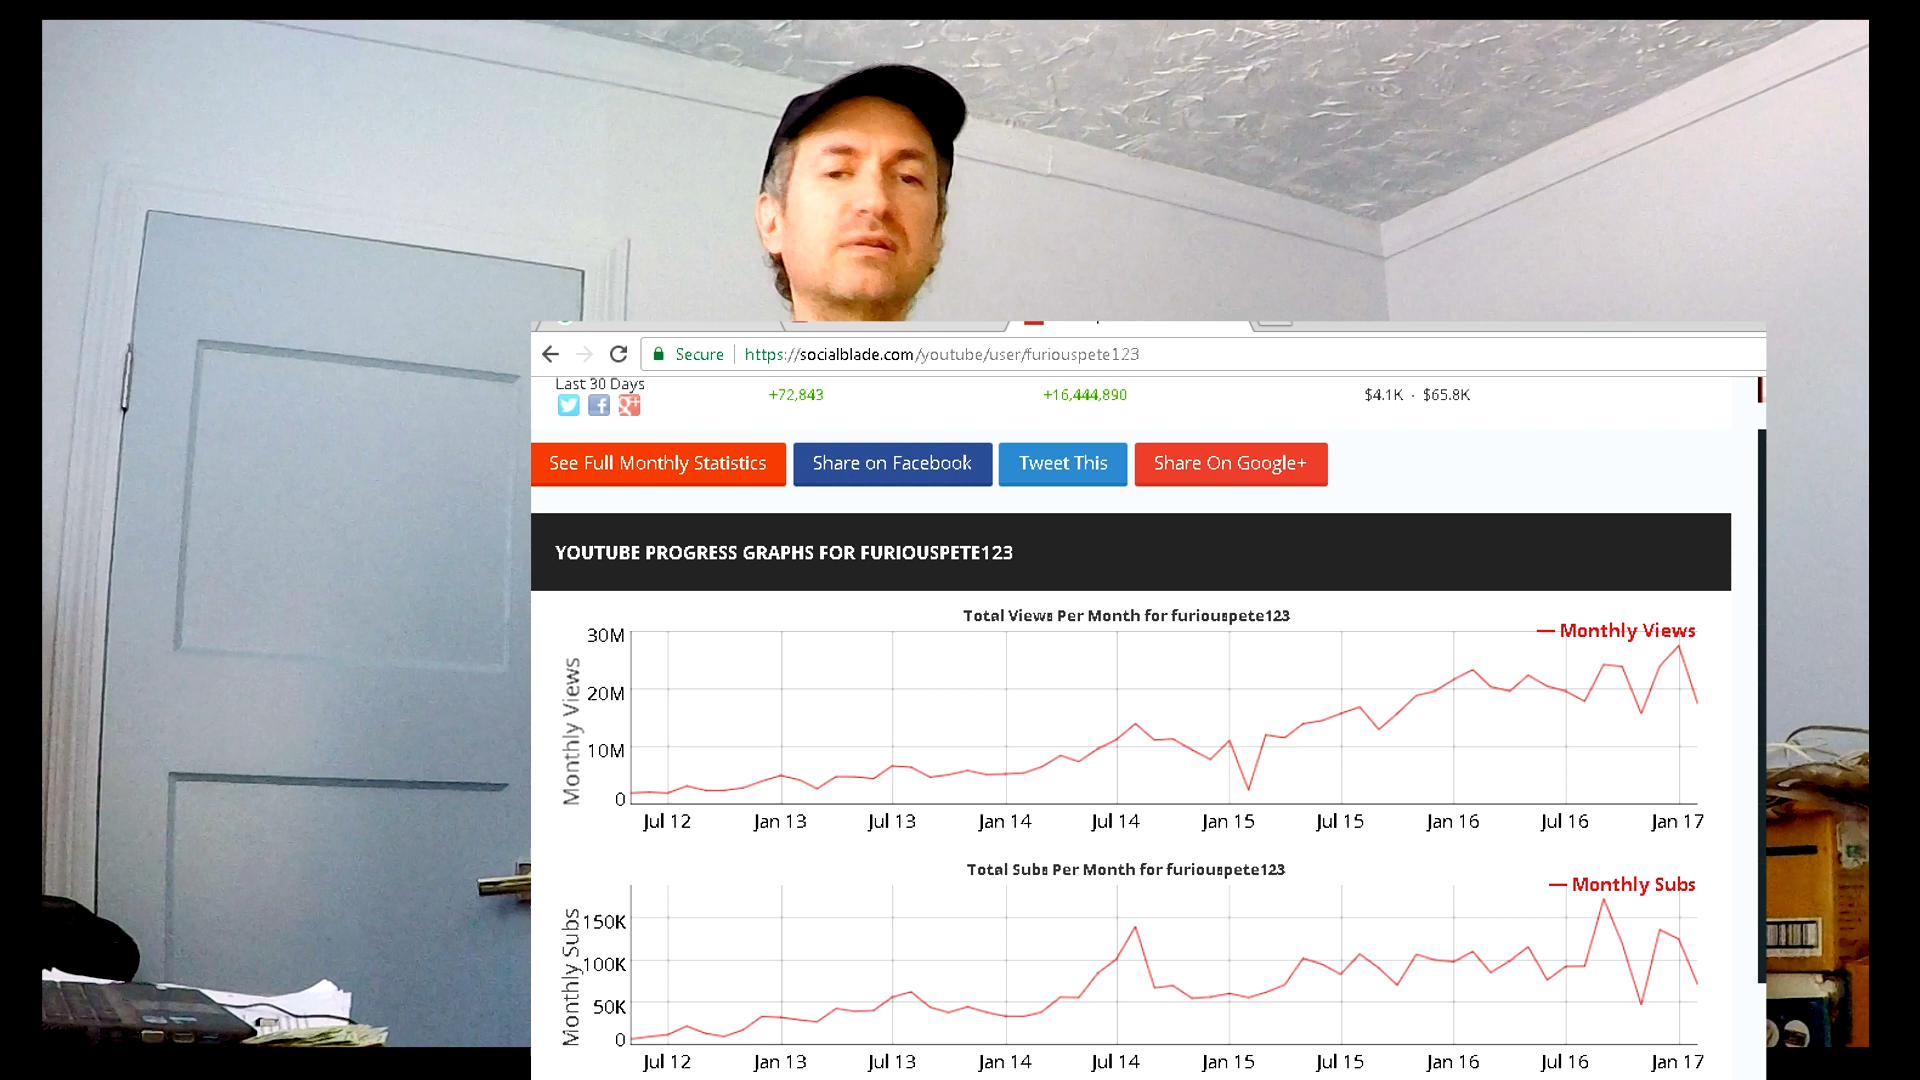 Secure https://socialblade.com/youtube/user/furiouspete123
Last 30 Days +72,843 +16,444,890 $4.1K - $65.8K
See Full Monthly Statistics Share on Facebook Tweet This Share On Google+
YOUTUBE PROGRESS GRAPHS FOR FURIOUSPETE123
Total Views Per Month for furiouspete123
Monthly Views
Monthly Views
30M
20M
10M
0
Jul 12 Jan 13 Jul 13 Jan 14 Jul 14 Jan 15 Jul 15 Jan 16 Jul 16 Jan 17
Total Subs Per Month for furiouspete123
Monthly Subs
Monthly Subs
150K
100K
50K
0
Jul 12 Jan 13 Jul 13 Jan 14 Jul 14 Jan 15 Jul 15 Jan 16 Jul 16 Jan 17